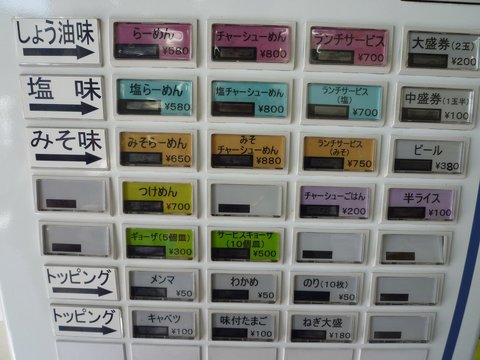 しょう油味 らーめん ¥580 チャーシューめん ¥800 ランチサービス ¥700 大盛券(2玉) ¥200
塩味 塩らーめん ¥580 塩チャーシューめん ¥800 ランチサービス(塩) ¥700 中盛券(1玉半) ¥100
みそ味 みそらーめん ¥650 みそチャーシューめん ¥880 ランチサービス(みそ) ¥750 ビール ¥380
つけめん ¥700 チャーシューごはん ¥200 半ライス ¥100
ギョーザ(5個皿) ¥300 サービスギョーザ(10個皿) ¥500
トッピング メンマ ¥50 わかめ ¥50 のり(10枚) ¥50
トッピング キャベツ ¥100 味付たまご ¥100 ねぎ大盛 ¥180